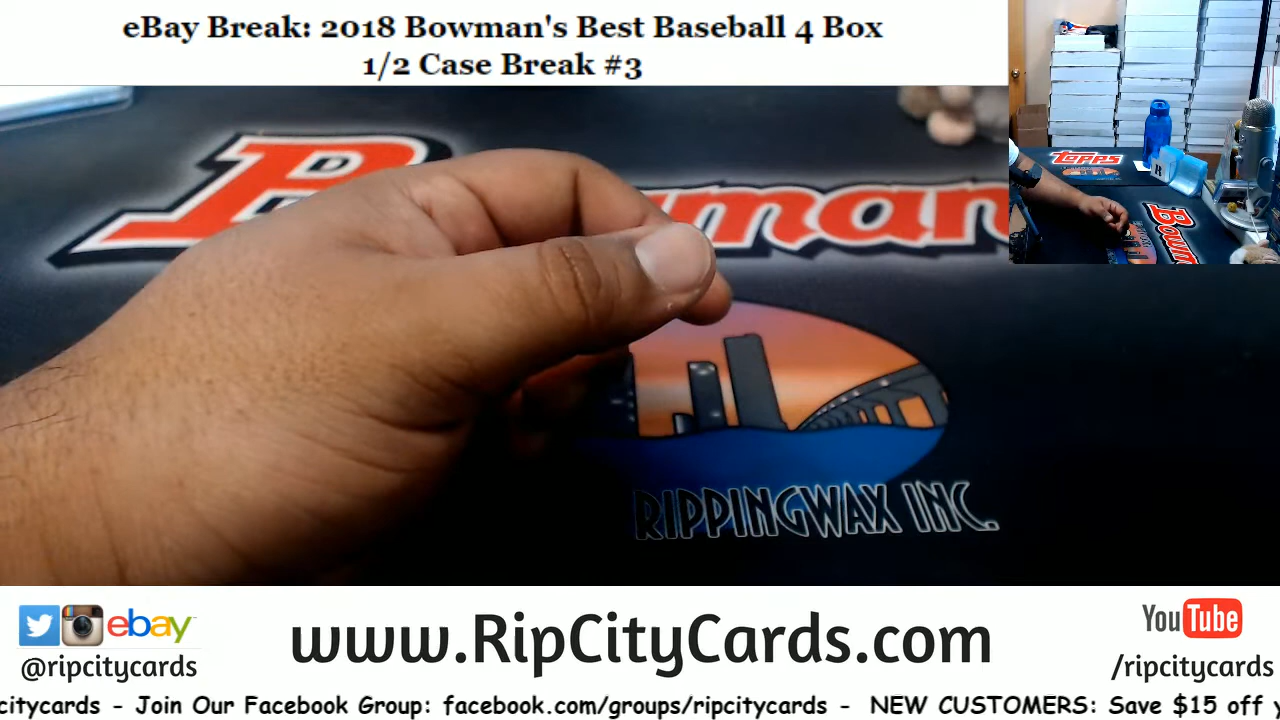 eBay Break: 2018 Bowman's Best Baseball 4 Box
1/2 Case Break #3
Bowman
RIPPINGWAX INC.
topps
Bowm
ebay
@ripcitycards
www.RipCityCards.com
YouTube
/ripcitycards
citycards - Join Our Facebook Group: facebook.com/groups/ripcitycards - NEW CUSTOMERS: Save $15 off y